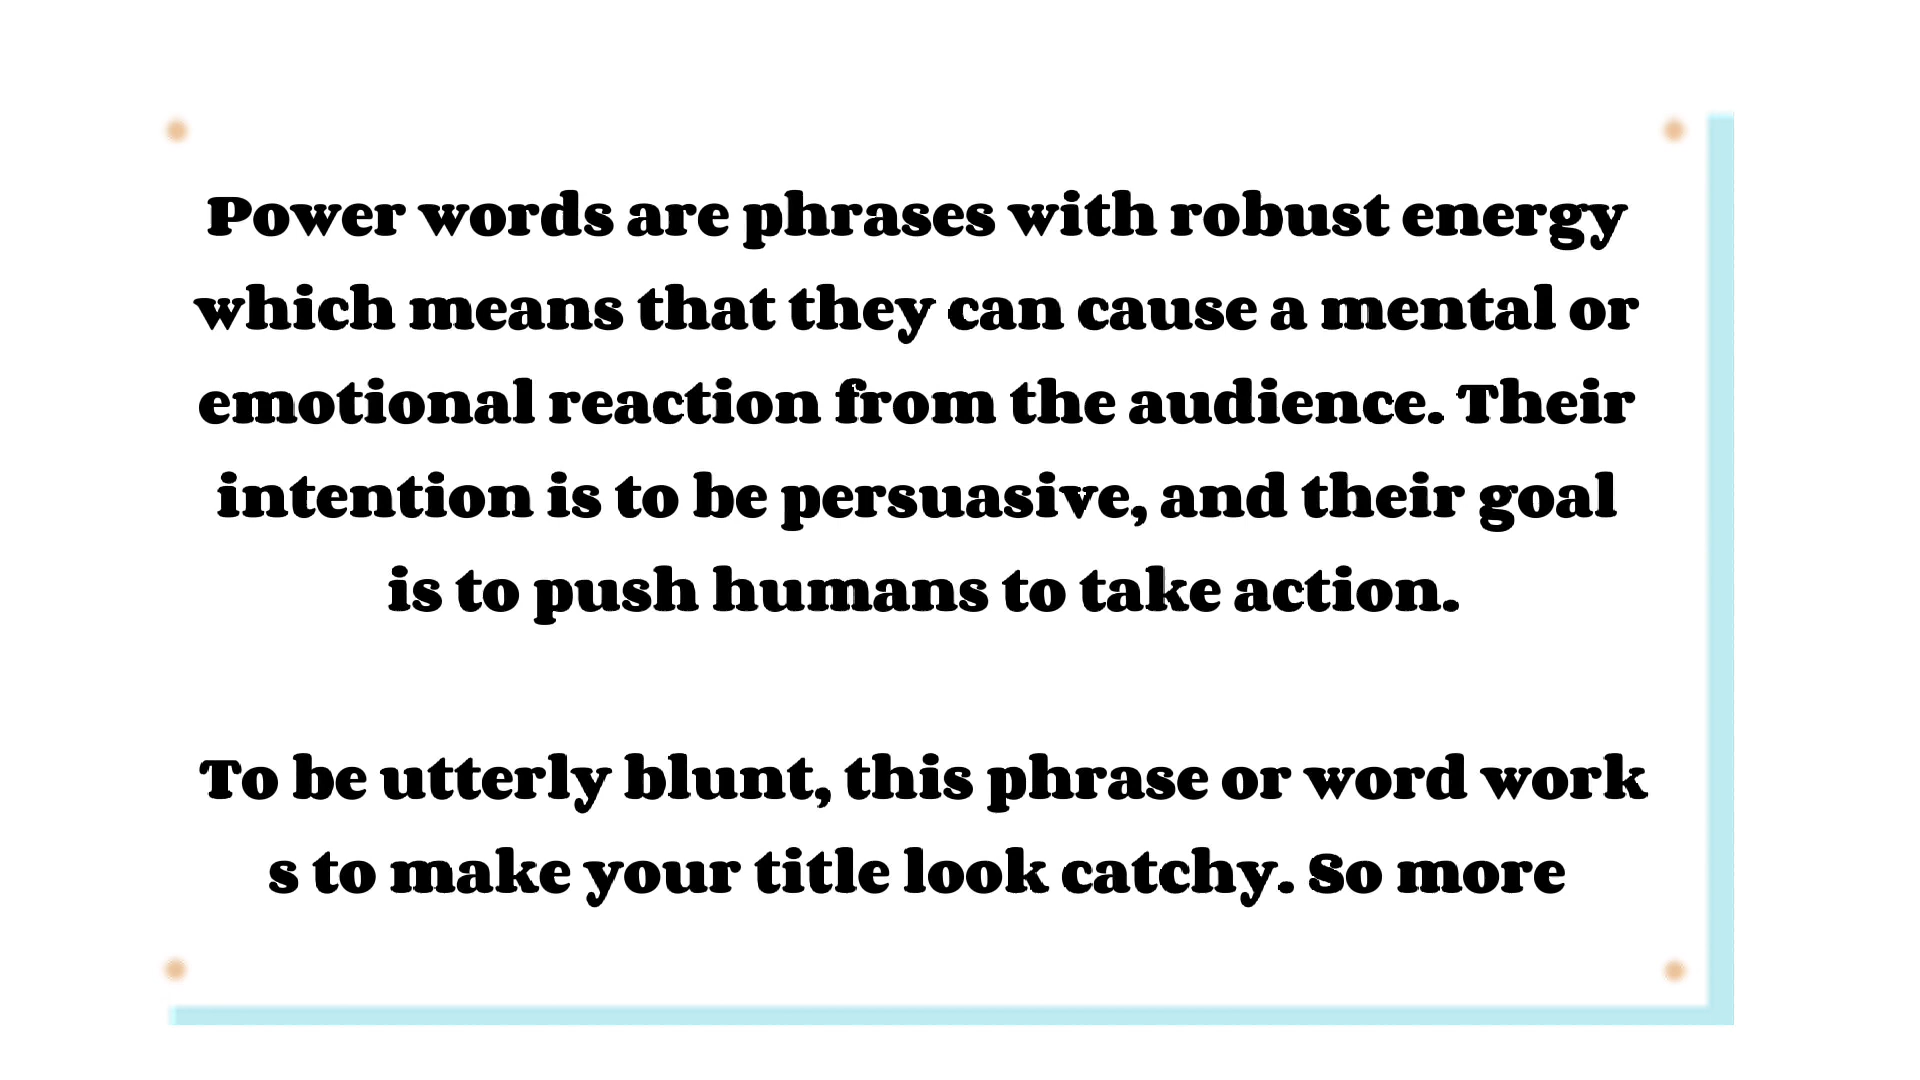 Power words are phrases with robust energy
which means that they can cause a mental or
emotional reaction from the audience. Their
intention is to be persuasive, and their goal
is to push humans to take action.
To be utterly blunt, this phrase or word work
s to make your title look catchy. So more